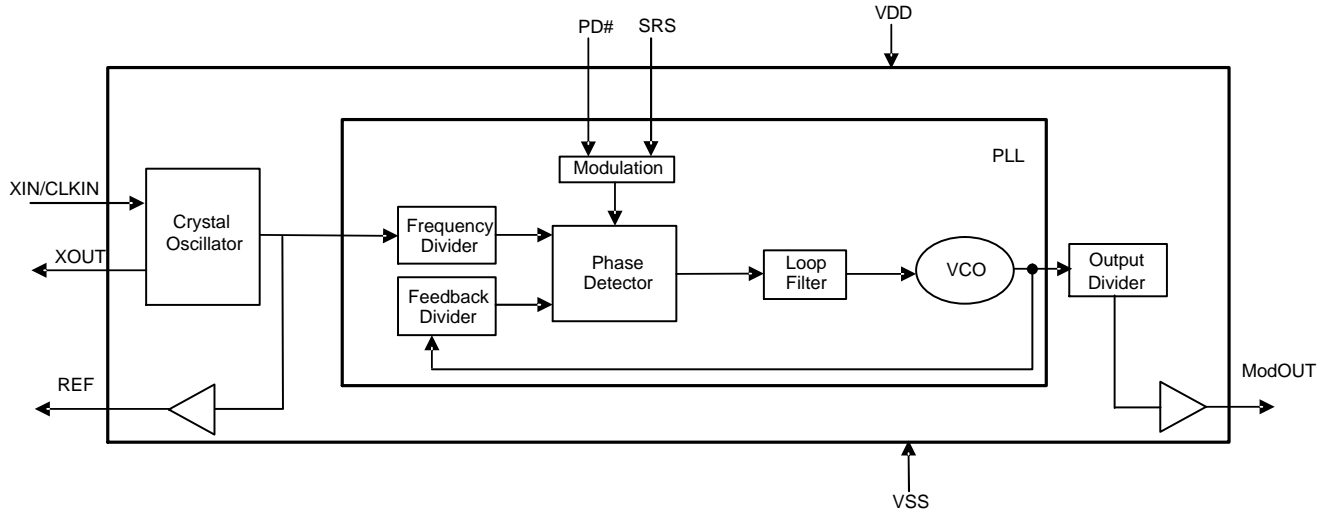 PD#
SRS
VDD
PLL
Modulation
XIN/CLKIN
Crystal
Oscillator
XOUT
Frequency
Divider
Phase
Detector
Loop
Filter
VCO
Output
Divider
Feedback
Divider
REF
ModOUT
VSS